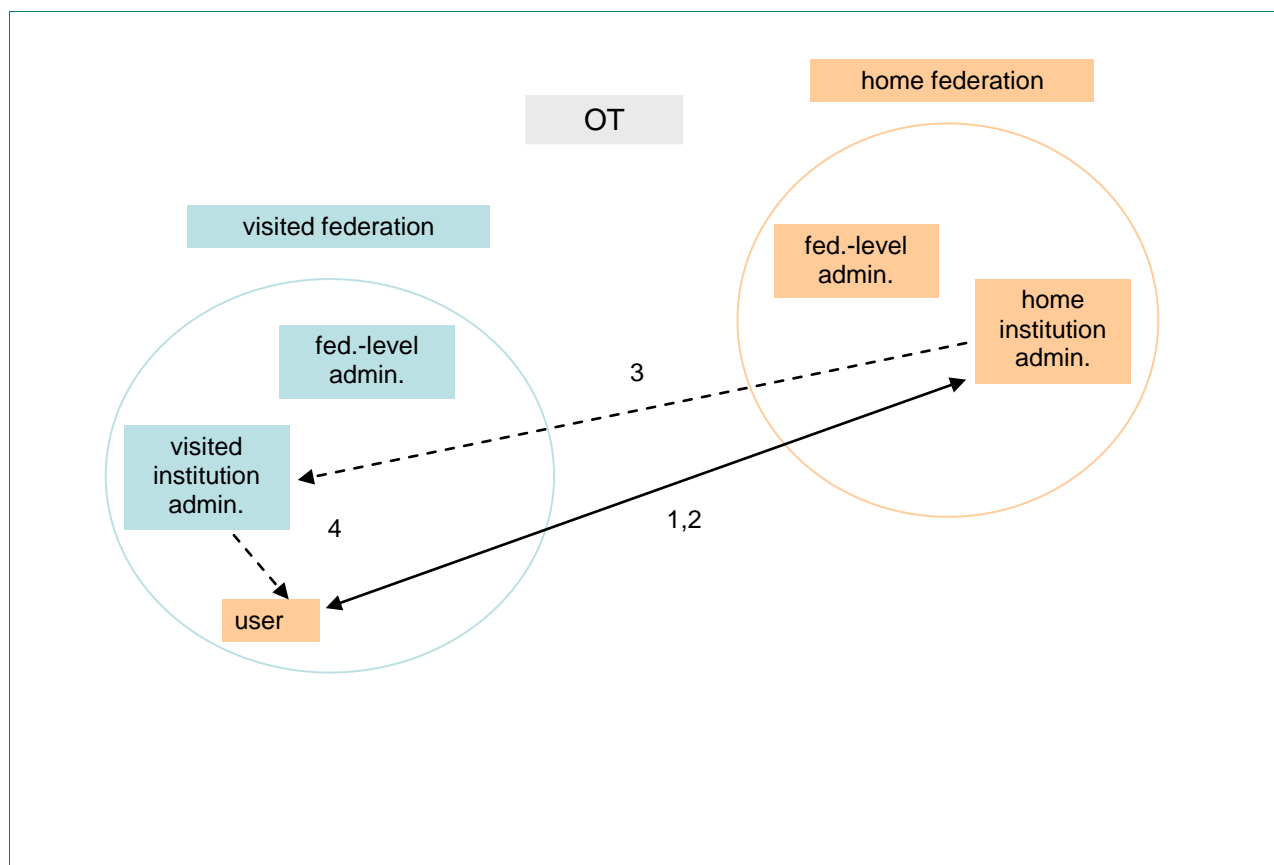 home federation
OT
visited federation
fed.-level
admin.
home
institution
admin.
fed.-level
admin.
3
visited
institution
admin.
4
1,2
user